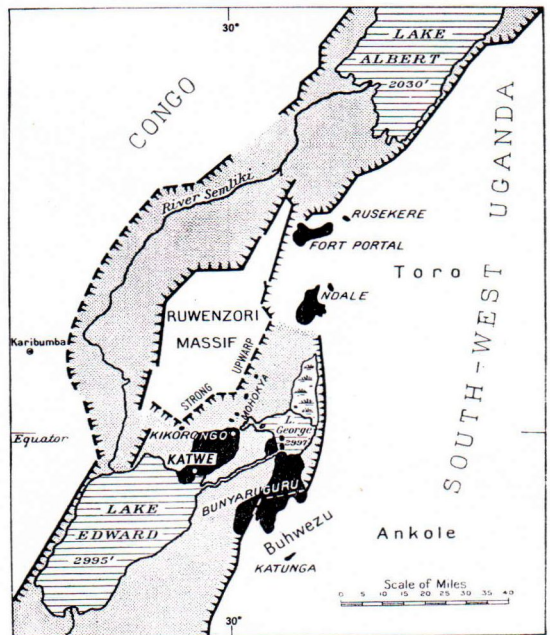 30°
LAKE
ALBERT
2030'
CONGO
SOUTH-WEST UGANDA
River Semliki
RUSEKERE
FORT PORTAL
Toro
NDALE
RUWENZORI
MASSIF
Karibumba
STRONG UPWARP
MOHOKYA
L.
George
2997'
Equator
KIKORONGO
KATWE
BUNYARUGURU
LAKE
EDWARD
2995'
Buhwezu
Ankole
KATUNGA
Scale of Miles
0 5 10 15 20 25 30 35 40
30°